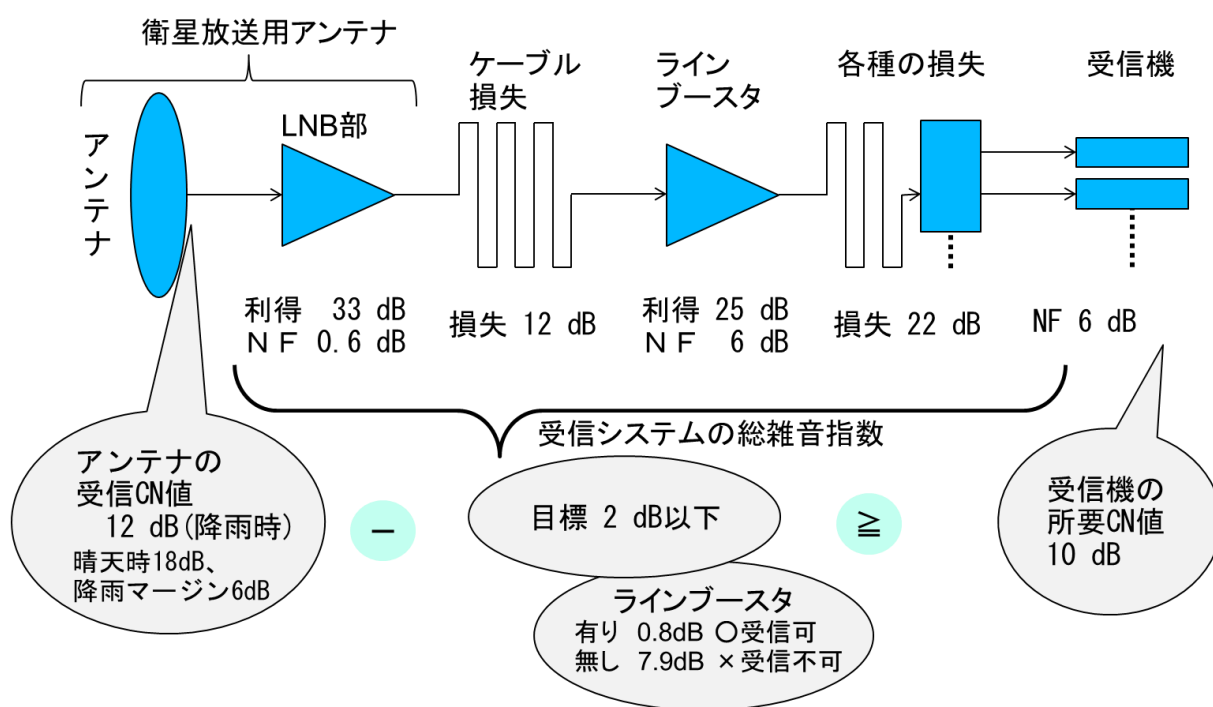 衛星放送用アンテナ
アンテナ
LNB部
ケーブル
損失
ライン
ブースタ
各種の損失
受信機
利得 33 dB
ＮＦ 0.6 dB
損失 12 dB
利得 25 dB
ＮＦ 6 dB
損失 22 dB
NF 6 dB
受信システムの総雑音指数
アンテナの
受信CN値
12 dB(降雨時)
晴天時18dB、
降雨マージン6dB
－
目標 2 dB以下
≧
受信機の
所要CN値
10 dB
ラインブースタ
有り 0.8dB ○受信可
無し 7.9dB ×受信不可